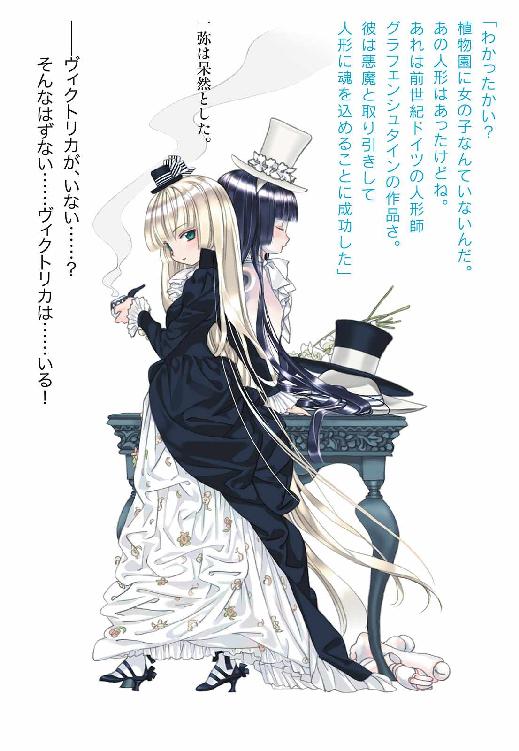 「わかったかい？
植物園に女の子なんていないんだ。
あの人形はあったけどね。
あれは前世紀ドイツの人形師
グラフェンシュタインの作品さ。
彼は悪魔と取り引きして
人形に魂を込めることに成功した」
弥は呆然とした。
――ヴィクトリカが、いない……？
そんなはずない……ヴィクトリカは……いる！